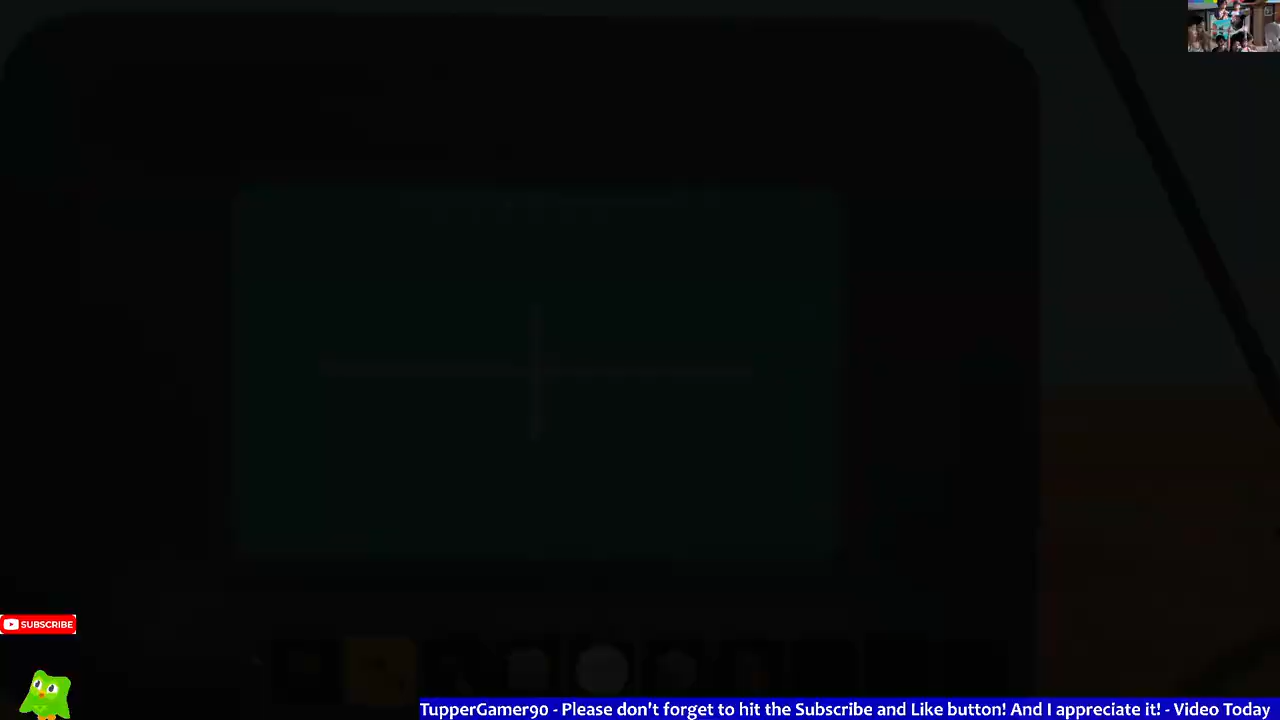 SUBSCRIBE
TupperGamer90 - Please don't forget to hit the Subscribe and Like button! And I appreciate it! - Video Today